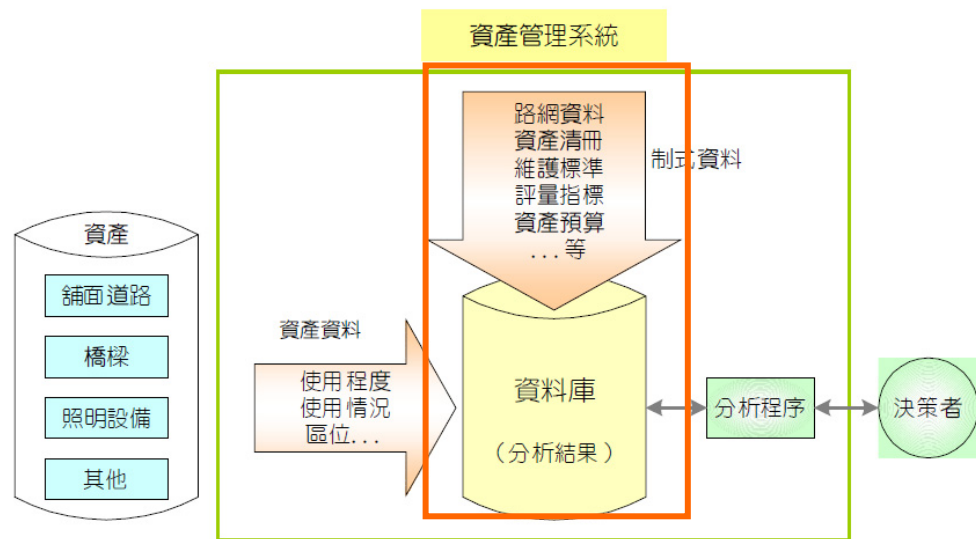 資產管理系統
路網資料
資產清冊
維護標準
評量指標
資產預算
...等
制式資料
資產
舖面道路
橋樑
照明設備
其他
資產資料
使用程度
使用情況
區位...
資料庫
（分析結果）
分析程序
決策者